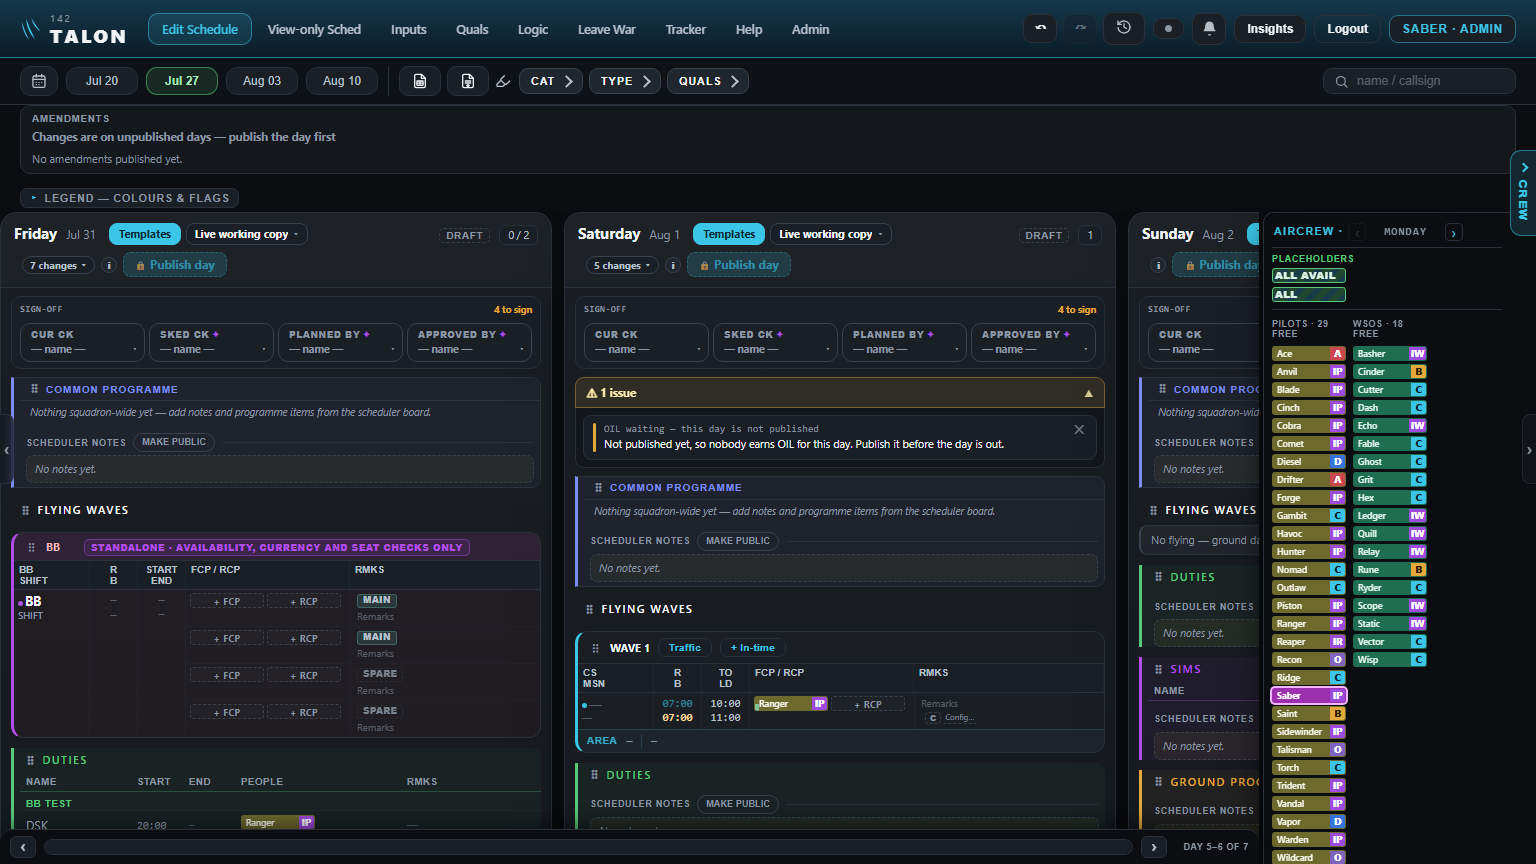 142
TALON
Edit Schedule
View-only Sched
Inputs
Quals
Logic
Leave War
Tracker
Help
Admin
Insights
Logout
SABER · ADMIN
Jul 20
Jul 27
Aug 03
Aug 10
CAT
TYPE
QUALS
name / callsign
AMENDMENTS
Changes are on unpublished days — publish the day first
No amendments published yet.
CREW
LEGEND — COLOURS & FLAGS
Friday Jul 31 Templates Live working copy DRAFT 0 / 2
7 changes i Publish day
SIGN-OFF 4 to sign
CUR CK SKED CK PLANNED BY APPROVED BY
— name — — name — — name — — name —
COMMON PROGRAMME
Nothing squadron-wide yet — add notes and programme items from the scheduler board.
SCHEDULER NOTES MAKE PUBLIC
No notes yet.
FLYING WAVES
BB STANDALONE · AVAILABILITY, CURRENCY AND SEAT CHECKS ONLY
BB R START FCP / RCP RMKS
SHIFT B END
BB — — + FCP + RCP MAIN
SHIFT — — Remarks
+ FCP + RCP MAIN
Remarks
+ FCP + RCP SPARE
Remarks
+ FCP + RCP SPARE
Remarks
DUTIES
NAME START END PEOPLE RMKS
BB TEST
DSK 20:00 — Ranger IP —
Saturday Aug 1 Templates Live working copy DRAFT 1
5 changes i Publish day
SIGN-OFF 4 to sign
CUR CK SKED CK PLANNED BY APPROVED BY
— name — — name — — name — — name —
1 issue
OIL waiting — this day is not published
Not published yet, so nobody earns OIL for this day. Publish it before the day is out.
COMMON PROGRAMME
Nothing squadron-wide yet — add notes and programme items from the scheduler board.
SCHEDULER NOTES MAKE PUBLIC
No notes yet.
FLYING WAVES
WAVE 1 Traffic + In-time
CS R TO FCP / RCP RMKS
MSN B LD
— 07:00 10:00 Ranger IP + RCP Remarks
— 07:00 11:00 C Config...
AREA — —
DUTIES
SCHEDULER NOTES MAKE PUBLIC
Sunday Aug 2
i Publish day
SIGN-OFF
CUR CK
— name —
COMMON PROG
Nothing squadron-wi
SCHEDULER NOTES
No notes yet.
FLYING WAVES
No flying — ground da
DUTIES
SCHEDULER NOTES
No notes yet.
SIMS
NAME
SCHEDULER NOTES
No notes yet.
GROUND PROG
SCHEDULER NOTES
AIRCREW · MONDAY
PLACEHOLDERS
ALL AVAIL
ALL
PILOTS · 29 WSOS · 18
FREE FREE
Ace A Basher IW
Anvil IP Cinder B
Blade IP Cutter C
Cinch IP Dash C
Cobra IP Echo IW
Comet IP Fable C
Diesel D Ghost C
Drifter A Grit C
Forge IP Hex C
Gambit C Ledger IW
Havoc IP Quill IW
Hunter IP Relay IW
Nomad C Rune B
Outlaw C Ryder C
Piston IP Scope IW
Ranger IP Static IW
Reaper IR Vector C
Recon O Wisp C
Ridge C
Saber IP
Saint B
Sidewinder IP
Talisman O
Torch C
Trident IP
Vandal IP
Vapor D
Warden IP
Wildcard O
DAY 5–6 OF 7